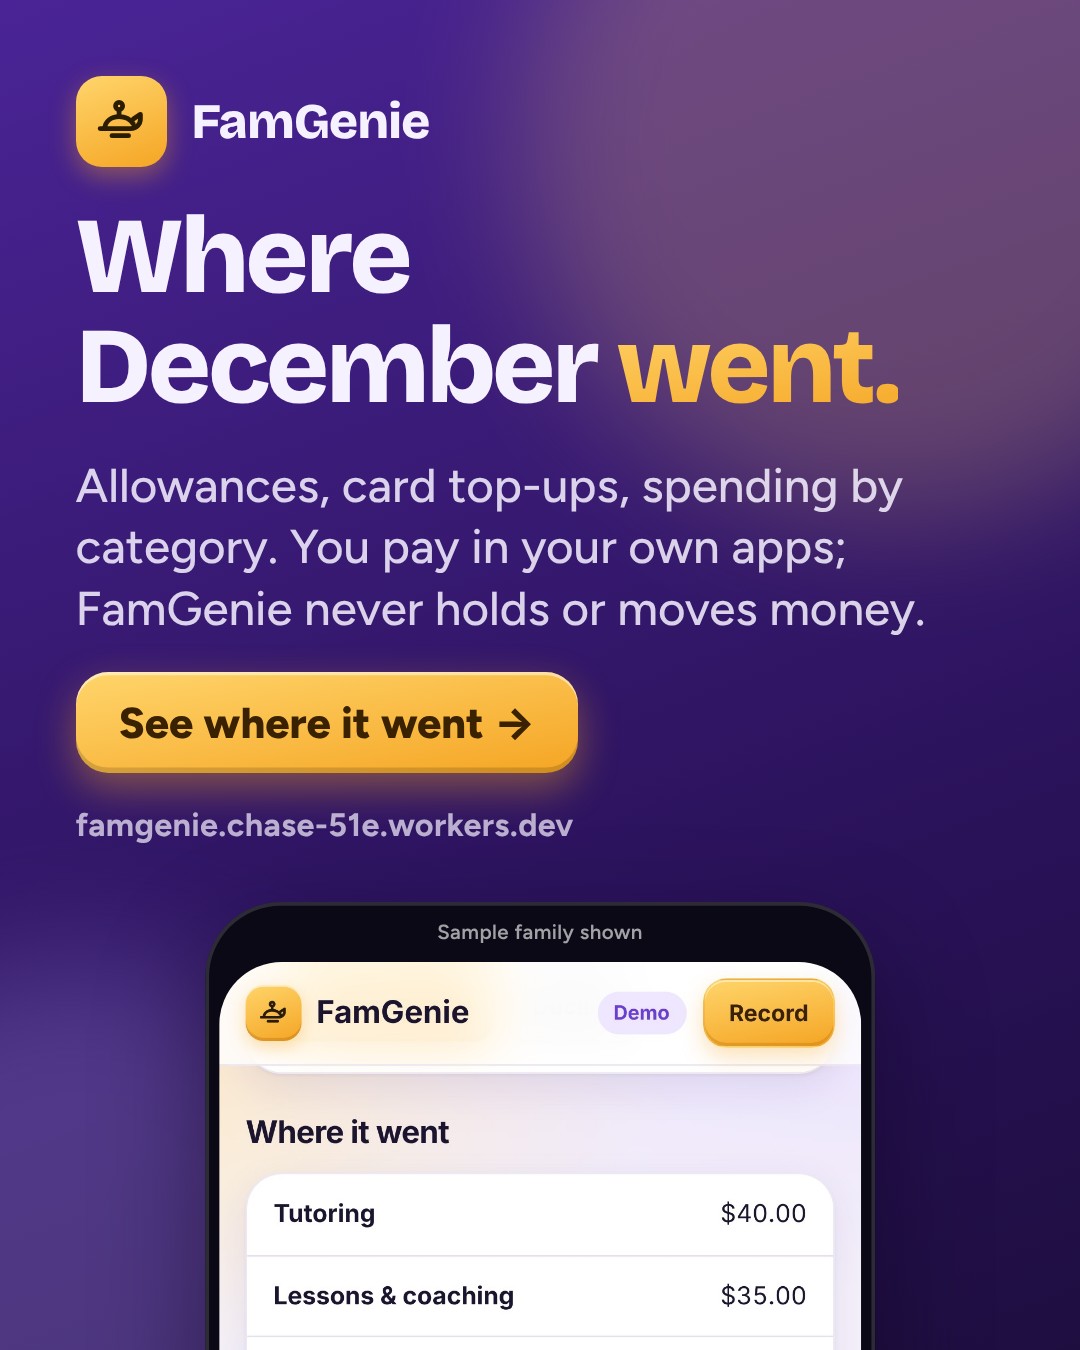 FamGenie
Where
December went.
Allowances, card top-ups, spending by
category. You pay in your own apps;
FamGenie never holds or moves money.
See where it went →
famgenie.chase-51e.workers.dev
Sample family shown
FamGenie
Demo
Record
Where it went
Tutoring $40.00
Lessons & coaching $35.00